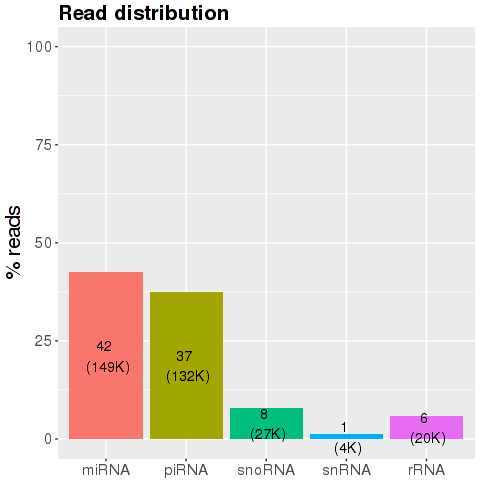 Read distribution
% reads
100
75
50
25
0
42
(149K)
37
(132K)
8
(27K)
1
(4K)
6
(20K)
miRNA
piRNA
snoRNA
snRNA
rRNA